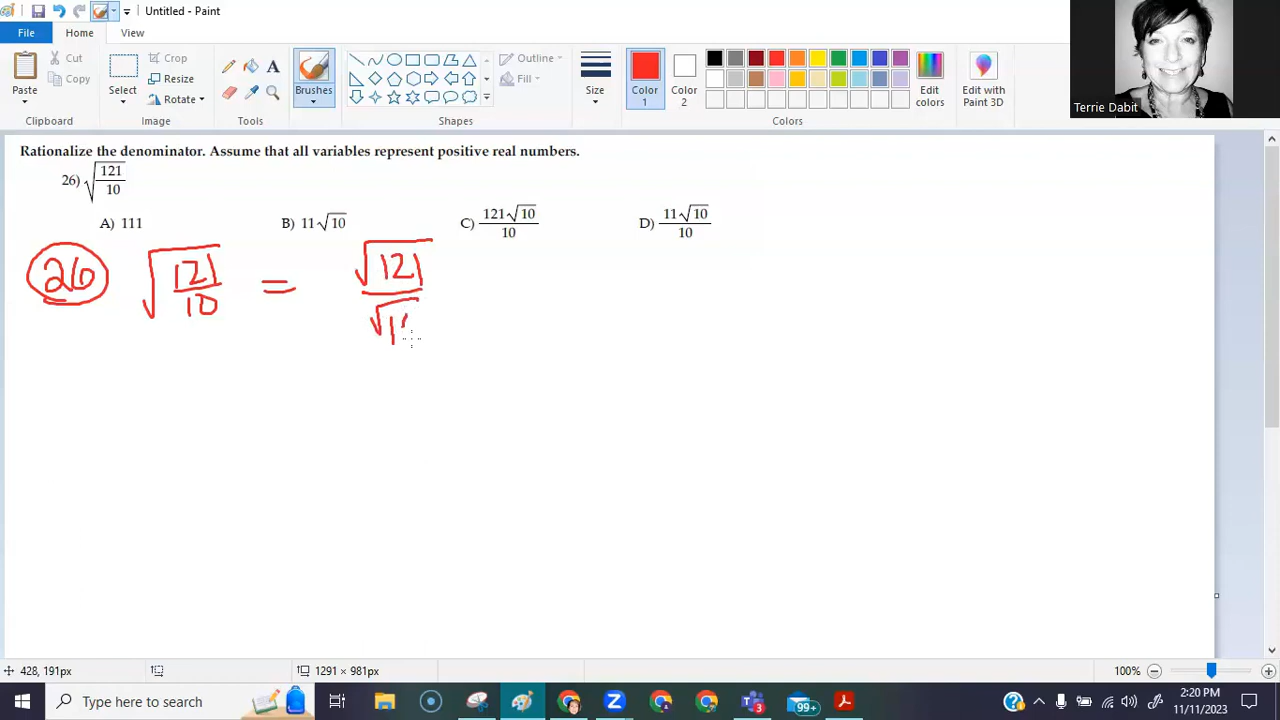 Untitled - Paint
File Home View
Paste Cut Copy Clipboard
Select Crop Resize Rotate Image
Tools
Brushes
Shapes Outline Fill
Size
Color 1 Color 2 Edit colors Edit with Paint 3D Colors
Terrie Dabit
Rationalize the denominator. Assume that all variables represent positive real numbers.
26) √(121/10)
A) 111 B) 11√10 C) 121√10/10 D) 11√10/10
26 √(121/10) = √121/√1
428, 191px 1291 × 981px 100%
Type here to search 3 99+ 2:20 PM
11/11/2023